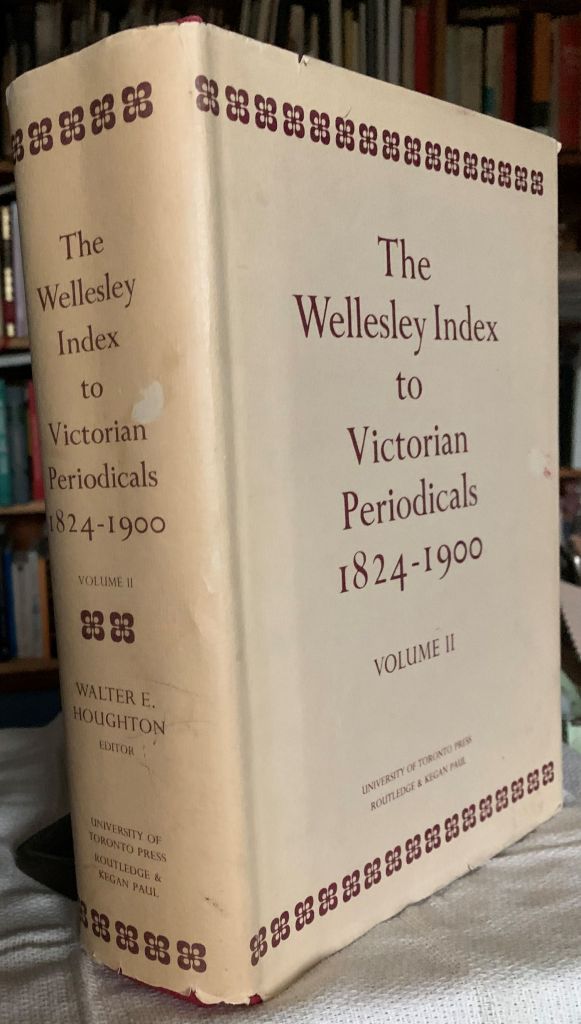 The
Wellesley
Index
to
Victorian
Periodicals
1824-1900
VOLUME II
WALTER E.
HOUGHTON
EDITOR
UNIVERSITY OF
TORONTO PRESS
ROUTLEDGE &
KEGAN PAUL
The
Wellesley Index
to
Victorian
Periodicals
1824-1900
VOLUME II
UNIVERSITY OF TORONTO PRESS
ROUTLEDGE & KEGAN PAUL